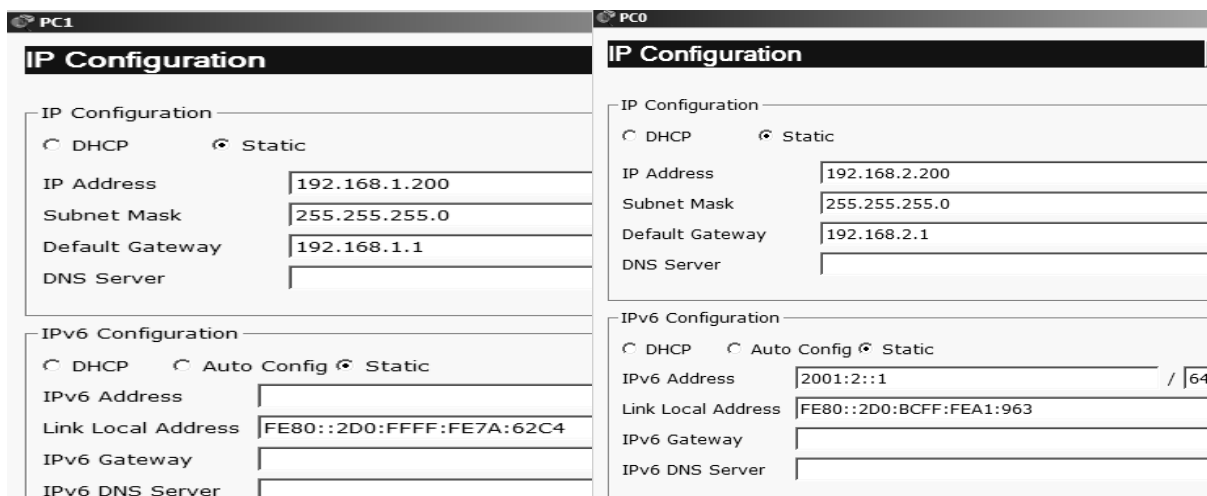 PC1
IP Configuration
IP Configuration
DHCP Static
IP Address 192.168.1.200
Subnet Mask 255.255.255.0
Default Gateway 192.168.1.1
DNS Server
IPv6 Configuration
DHCP Auto Config Static
IPv6 Address
Link Local Address FE80::2D0:FFFF:FE7A:62C4
IPv6 Gateway
IPv6 DNS Server
PC0
IP Configuration
IP Configuration
DHCP Static
IP Address 192.168.2.200
Subnet Mask 255.255.255.0
Default Gateway 192.168.2.1
DNS Server
IPv6 Configuration
DHCP Auto Config Static
IPv6 Address 2001:2::1 / 64
Link Local Address FE80::2D0:BCFF:FEA1:963
IPv6 Gateway
IPv6 DNS Server